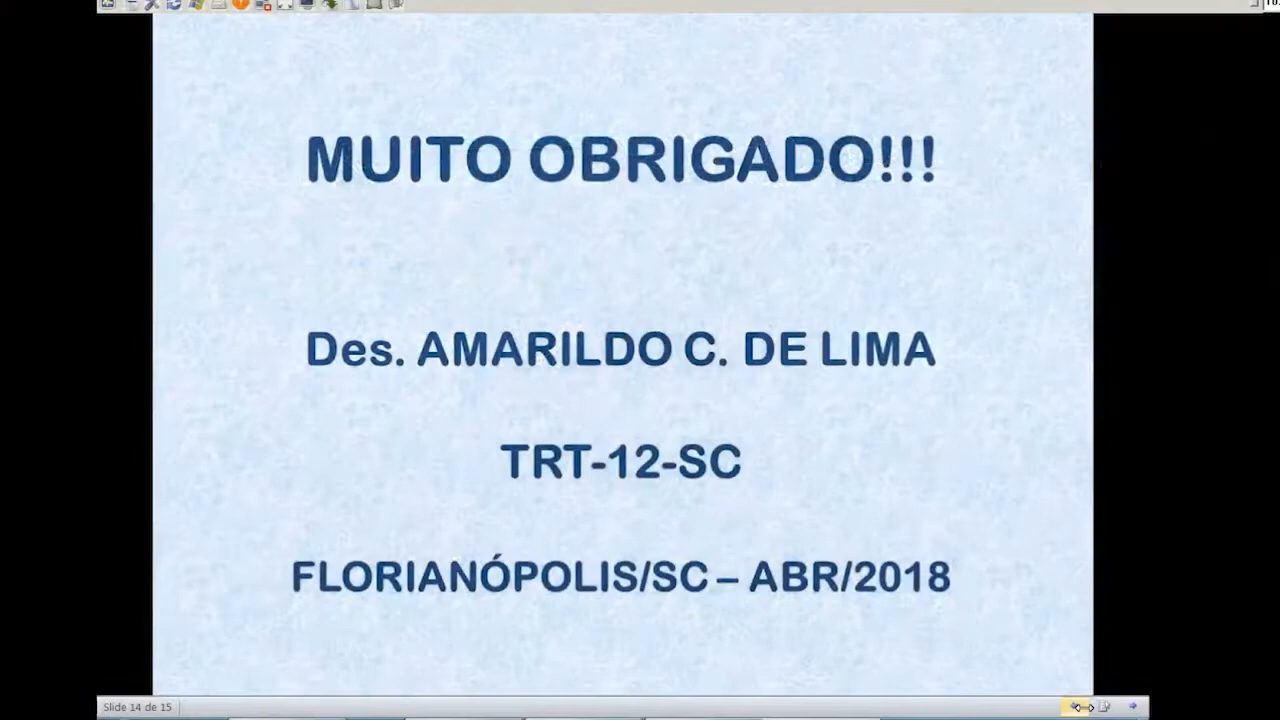 MUITO OBRIGADO!!!
Des. AMARILDO C. DE LIMA
TRT-12-SC
FLORIANÓPOLIS/SC – ABR/2018
Slide 14 de 15